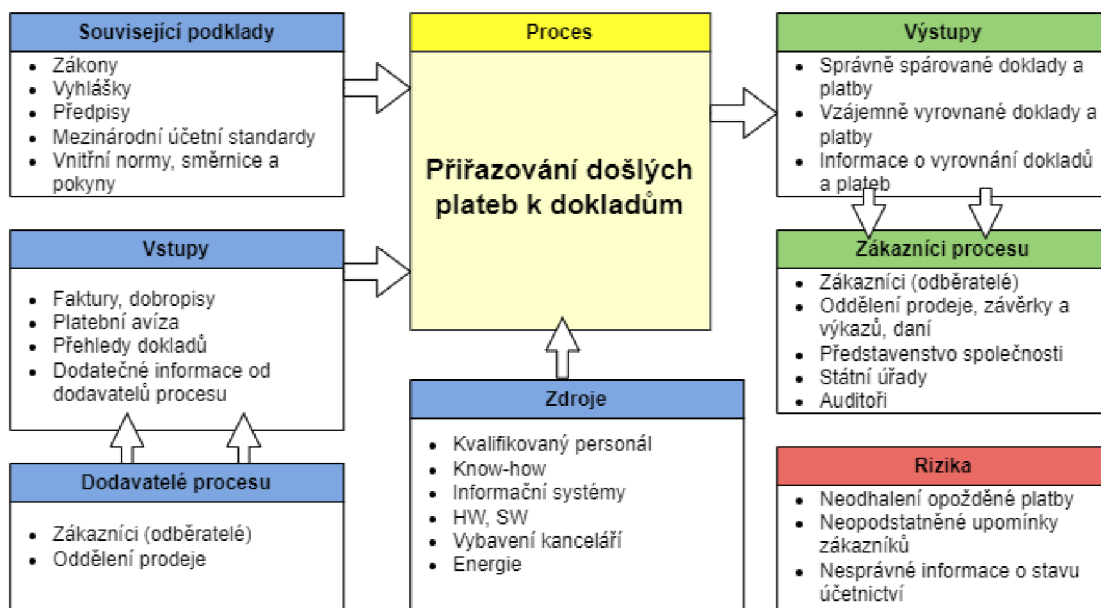 Související podklady
Zákony
Vyhlášky
Předpisy
Mezinárodní účetní standardy
Vnitřní normy, směrnice a
pokyny
Vstupy
Faktury, dobropisy
Platební avíza
Přehledy dokladů
Dodatečné informace od
dodavatelů procesu
Dodavatelé procesu
Zákazníci (odběratelé)
Oddělení prodeje
Proces
Přiřazování došlých
plateb k dokladům
Zdroje
Kvalifikovaný personál
Know-how
Informační systémy
HW, SW
Vybavení kanceláří
Energie
Výstupy
Správně spárované doklady a
platby
Vzájemně vyrovnané doklady a
platby
Informace o vyrovnání dokladů
a plateb
Zákazníci procesu
Zákazníci (odběratelé)
Oddělení prodeje, závěrky a
výkazů, daní
Představenstvo společnosti
Státní úřady
Auditoři
Rizika
Neodhalení opožděné platby
Neopodstatněné upomínky
zákazníků
Nesprávné informace o stavu
účetnictví